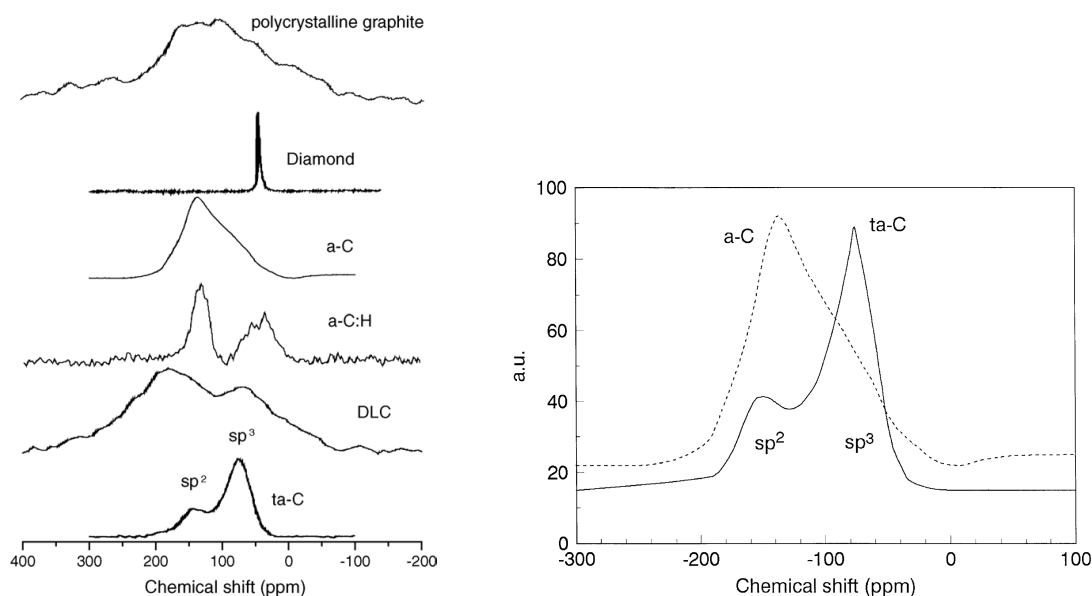 polycrystalline graphite
Diamond
a-C
a-C:H
DLC
sp³
sp²
ta-C
400 200 100 0 -100 -200
Chemical shift (ppm)
100
80
60
40
20
0
a.u.
a-C
ta-C
sp²
sp³
-300 -200 -100 0 100
Chemical shift (ppm)